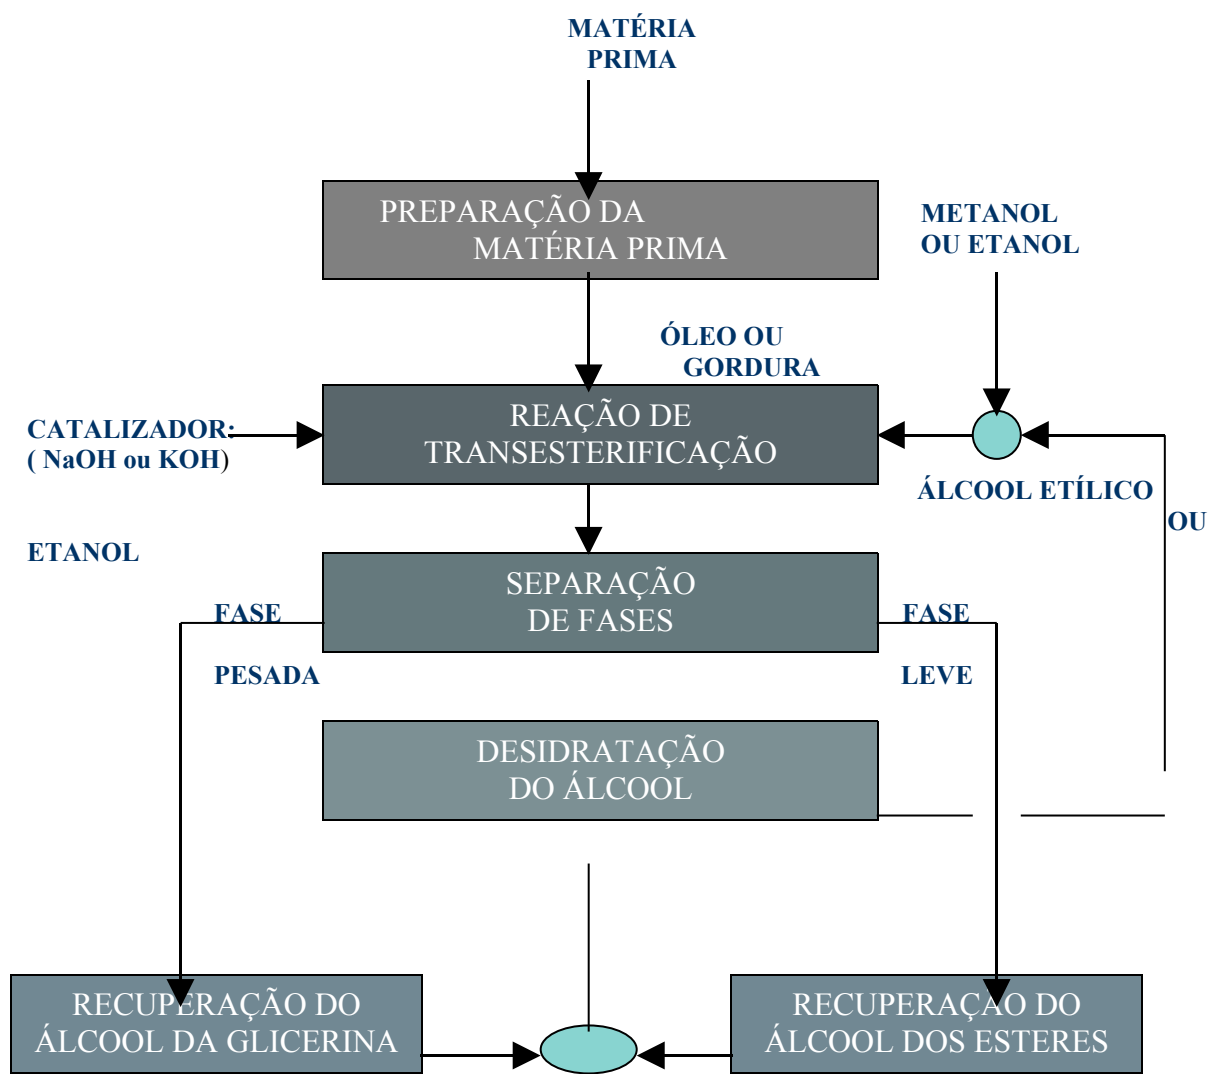 MATÉRIA
PRIMA
PREPARAÇÃO DA
MATÉRIA PRIMA
METANOL
OU ETANOL
ÓLEO OU
GORDURA
CATALIZADOR:
( NaOH ou KOH)
REAÇÃO DE
TRANSESTERIFICAÇÃO
ÁLCOOL ETÍLICO
OU
ETANOL
SEPARAÇÃO
DE FASES
FASE
PESADA
FASE
LEVE
DESIDRATAÇÃO
DO ÁLCOOL
RECUPERAÇÃO DO
ÁLCOOL DA GLICERINA
RECUPERAÇÃO DO
ÁLCOOL DOS ESTERES